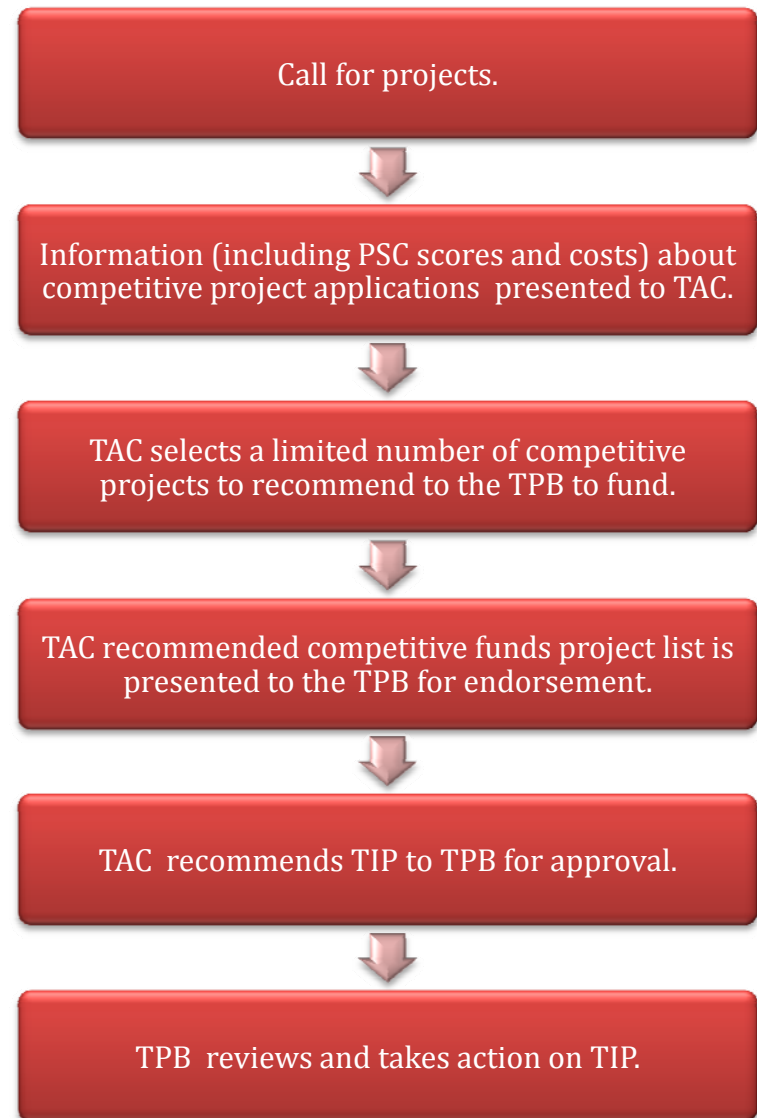 Call for projects.
Information (including PSC scores and costs) about
competitive project applications  presented to TAC.
TAC selects a limited number of competitive
projects to recommend to the TPB to fund.
TAC recommended competitive funds project list is
presented to the TPB for endorsement.
TAC  recommends TIP to TPB for approval.
TPB  reviews and takes action on TIP.